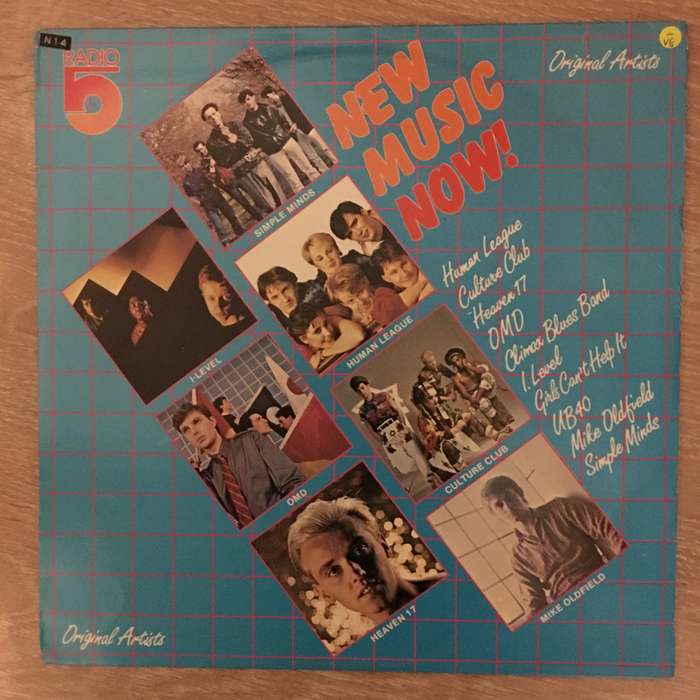 N14
RADIO
5
Original Artists
VG
NEW
MUSIC
NOW!
SIMPLE MINDS
I-LEVEL
HUMAN LEAGUE
OMD
CULTURE CLUB
HEAVEN 17
MIKE OLDFIELD
Human League
Culture Club
Heaven 17
OMD
Climax Blues Band
I. Level
Girls Can't Help It
UB40
Mike Oldfield
Simple Minds
Original Artists